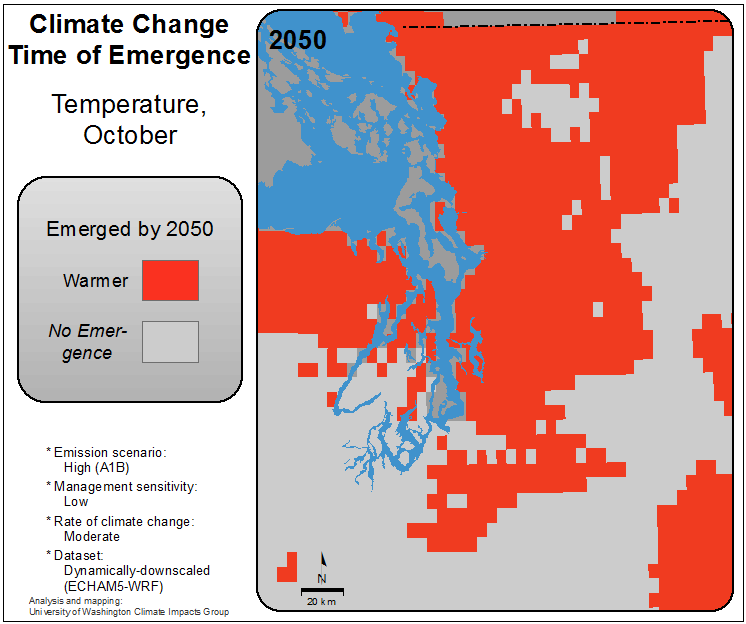 Climate Change
Time of Emergence
Temperature,
October
Emerged by 2050
Warmer
No Emer-
gence
* Emission scenario:
High (A1B)
* Management sensitivity:
Low
* Rate of climate change:
Moderate
* Dataset:
Dynamically-downscaled
(ECHAM5-WRF)
Analysis and mapping:
University of Washington Climate Impacts Group
2050
N
20 km